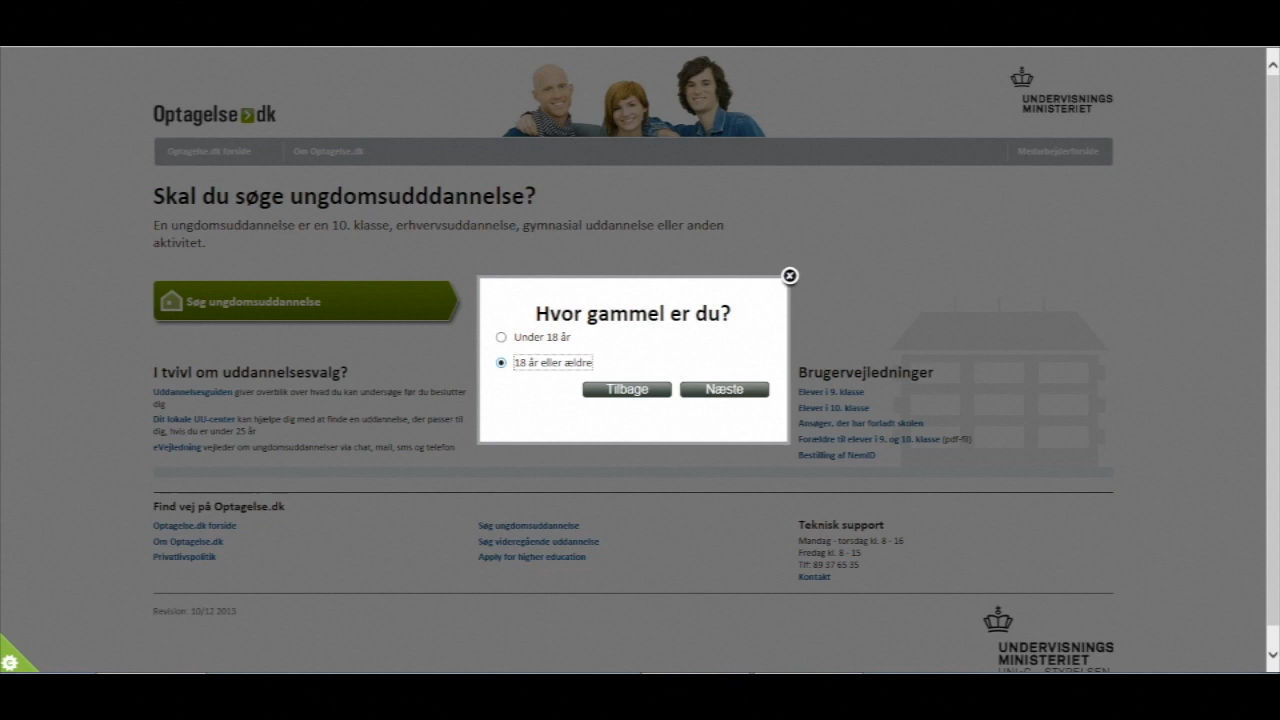 Optagelse dk
UNDERVISNINGS
MINISTERIET
Optagelse.dk forside
Om Optagelse.dk
Medarbejderforside
Skal du søge ungdomsudddannelse?
En ungdomsuddannelse er en 10. klasse, erhvervsuddannelse, gymnasial uddannelse eller anden
aktivitet.
Søg ungdomsuddannelse
Hvor gammel er du?
Under 18 år
18 år eller ældre
Tilbage
Næste
I tvivl om uddannelsesvalg?
Uddannelsesguiden giver overblik over hvad du kan undersøge før du beslutter
dig
Dit lokale UU-center kan hjælpe dig med at finde en uddannelse, der passer til
dig, hvis du er under 25 år
eVejledning vejleder om ungdomsuddannelser via chat, mail, sms og telefon
Brugervejledninger
Elever i 9. klasse
Elever i 10. klasse
Ansøger, der har forladt skolen
Forældre til elever i 9. og 10. klasse (pdf-fil)
Bestilling af NemID
Find vej på Optagelse.dk
Optagelse.dk forside
Om Optagelse.dk
Privatlivspolitik
Søg ungdomsuddannelse
Søg videregående uddannelse
Apply for higher education
Teknisk support
Mandag - torsdag kl. 8 - 16
Fredag kl. 8 - 15
Tlf: 89 37 65 35
Kontakt
Revision: 10/12 2013
UNDERVISNINGS
MINISTERIET
UNI•C STYRELSEN